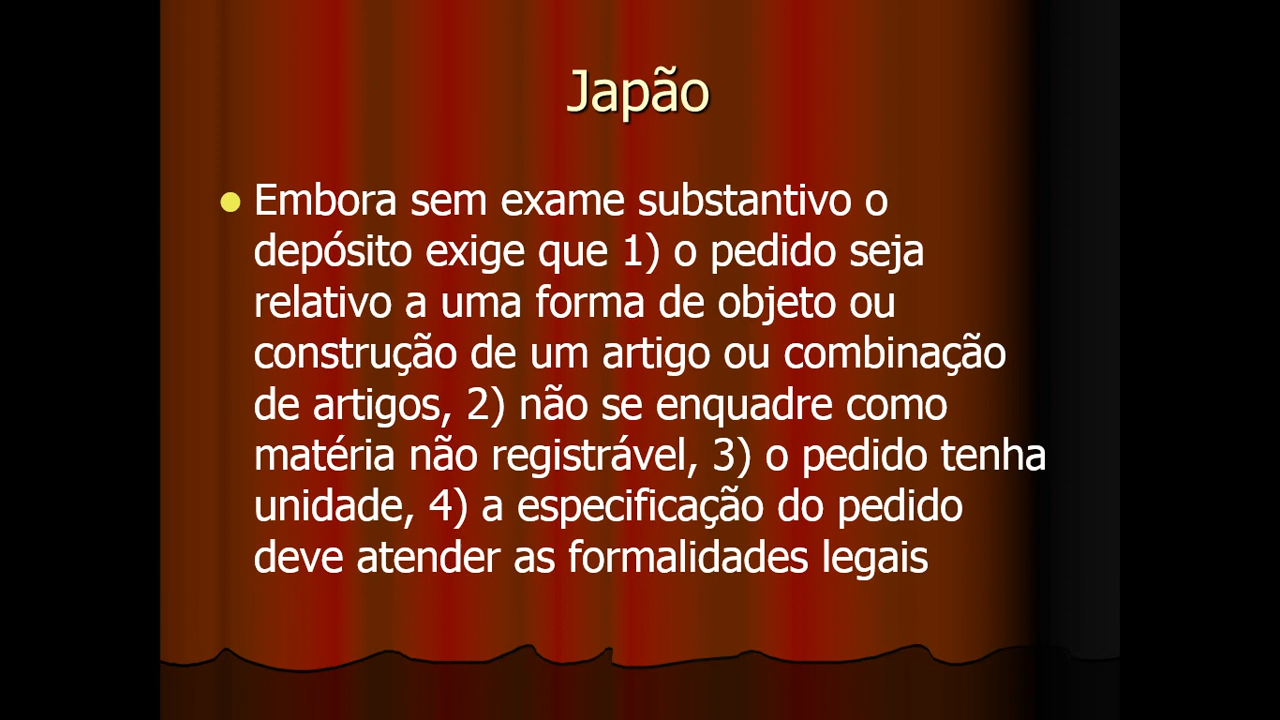 Japão
Embora sem exame substantivo o
depósito exige que 1) o pedido seja
relativo a uma forma de objeto ou
construção de um artigo ou combinação
de artigos, 2) não se enquadre como
matéria não registrável, 3) o pedido tenha
unidade, 4) a especificação do pedido
deve atender as formalidades legais